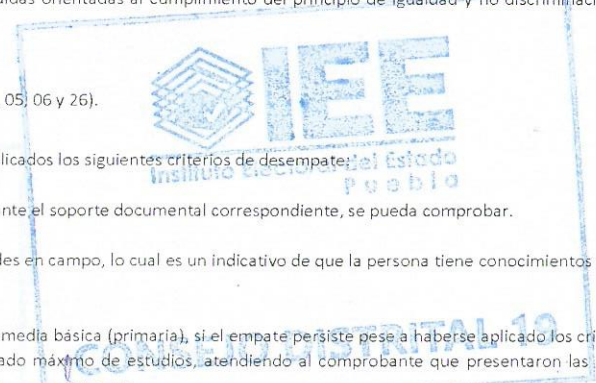 das orientadas al cumplimiento del principio de igualdad y no discriminaci
05, 06 y 26).
IEE
licados los siguientes criterios de desempate:
Instituto Electoral del Estado
Puebla
nte el soporte documental correspondiente, se pueda comprobar.
des en campo, lo cual es un indicativo de que la persona tiene conocimientos
media básica (primaria), si el empate persiste pese a haberse aplicado los cri
CONSEJO DISTRITAL 19
ado máximo de estudios, atendiendo al comprobante que presentaron las